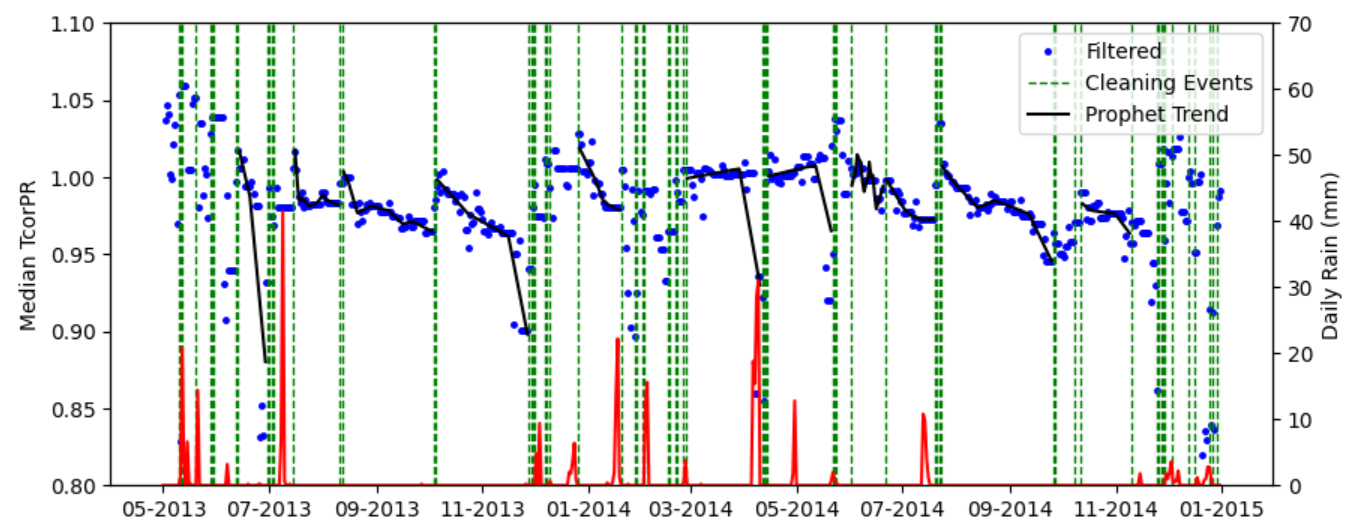 1.10
1.05
1.00
0.95
0.90
0.85
0.80
Median TcorPR
70
60
50
40
30
20
10
0
Daily Rain (mm)
Filtered
Cleaning Events
Prophet Trend
05-2013 07-2013 09-2013 11-2013 01-2014 03-2014 05-2014 07-2014 09-2014 11-2014 01-2015